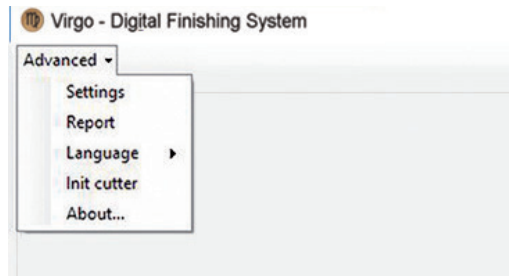 Virgo - Digital Finishing System
Advanced
Settings
Report
Language
Init cutter
About...